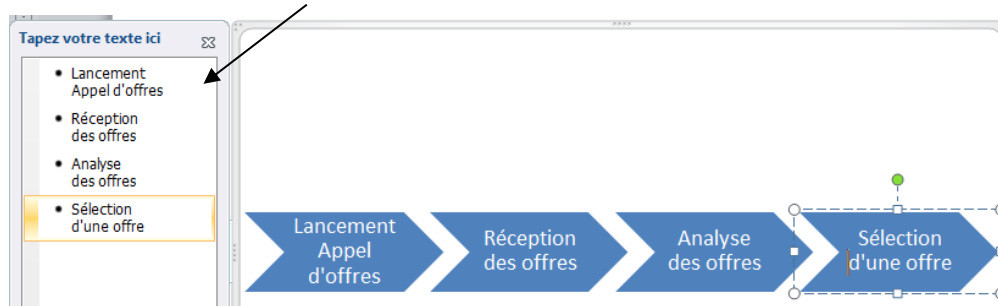 Tapez votre texte ici
• Lancement
Appel d'offres
• Réception
des offres
• Analyse
des offres
• Sélection
d'une offre
Lancement
Appel
d'offres
Réception
des offres
Analyse
des offres
Sélection
d'une offre